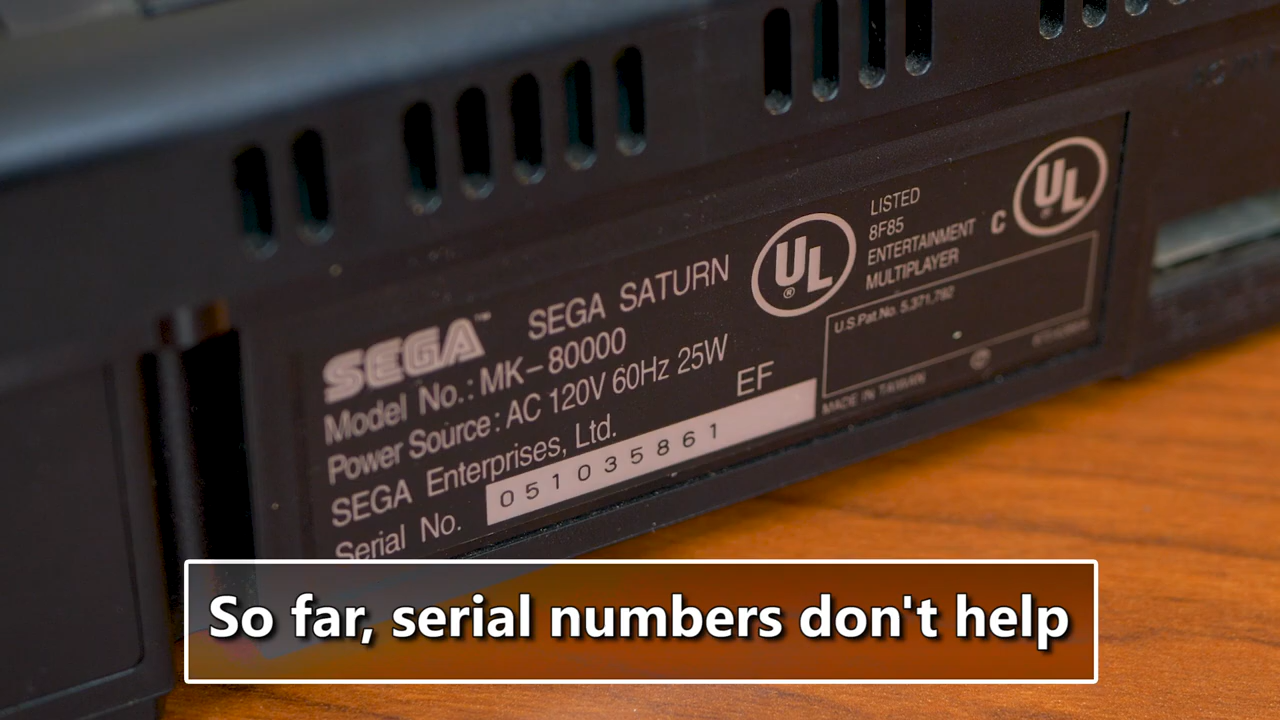 SEGA™ SEGA SATURN
Model No.: MK-80000
Power Source: AC 120V 60Hz 25W
SEGA Enterprises, Ltd. EF
Serial No. 051035861
UL®
LISTED
8F85
ENTERTAINMENT
MULTIPLAYER
C UL®
U.S.Pat.No. 5,371,792
MADE IN TAIWAN
So far, serial numbers don't help